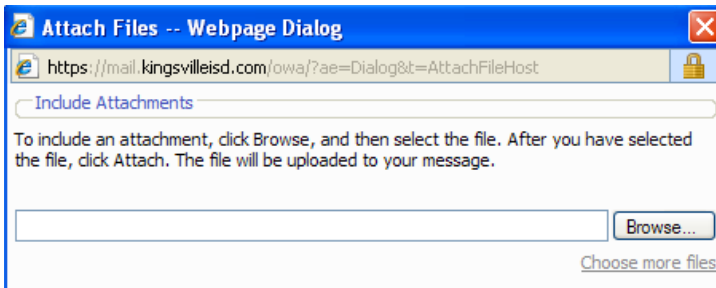 Attach Files -- Webpage Dialog
https://mail.kingsvilleisd.com/owa/?ae=Dialog&t=AttachFileHost
Include Attachments
To include an attachment, click Browse, and then select the file. After you have selected
the file, click Attach. The file will be uploaded to your message.
Browse...
Choose more files